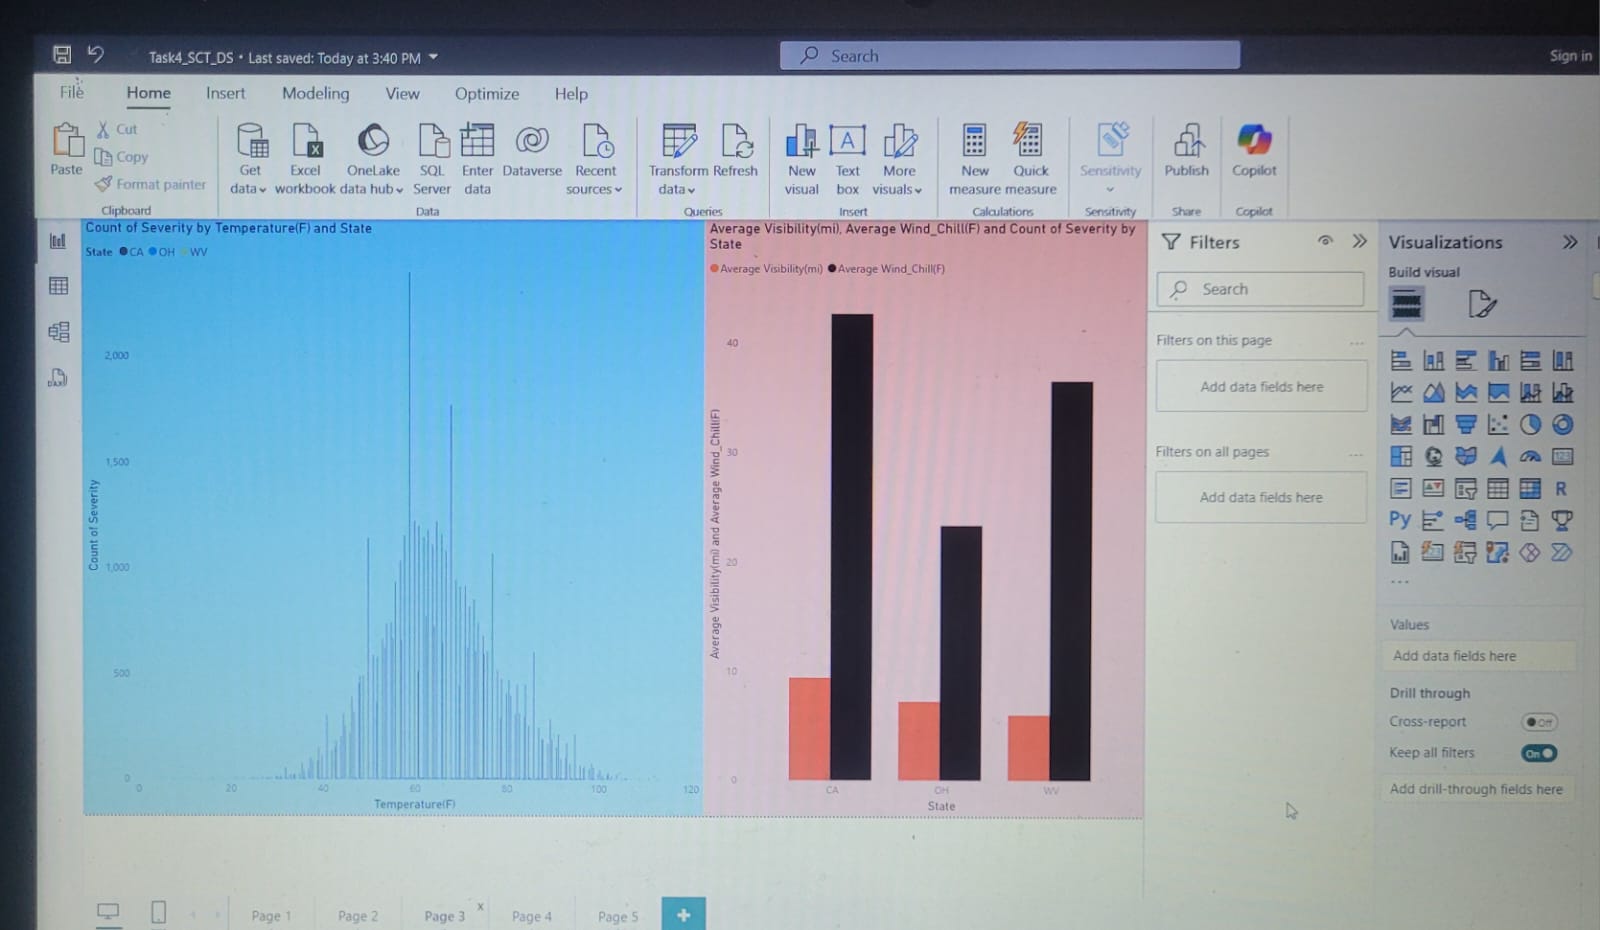 Task4_SCT_DS • Last saved: Today at 3:40 PM
Search
Sign in
File Home Insert Modeling View Optimize Help
Paste
Cut
Copy
Format painter
Clipboard
Get data
Excel workbook
OneLake data hub
SQL Server
Enter data
Dataverse
Recent sources
Data
Transform data
Refresh
Queries
New visual
Text box
More visuals
Insert
New measure
Quick measure
Calculations
Sensitivity
Sensitivity
Publish
Share
Copilot
Copilot
Count of Severity by Temperature(F) and State
State CA OH WV
Count of Severity
2,000
1,500
1,000
500
0
0 20 40 60 80 100 120
Temperature(F)
Average Visibility(mi), Average Wind_Chill(F) and Count of Severity by
State
Average Visibility(mi) Average Wind_Chill(F)
Average Visibility(mi) and Average Wind_Chill(F)
40
30
20
10
0
CA OH WV
State
Filters
Search
Filters on this page
Add data fields here
Filters on all pages
Add data fields here
Visualizations
Build visual
R
Py
Values
Add data fields here
Drill through
Cross-report Off
Keep all filters On
Add drill-through fields here
Page 1 Page 2 Page 3 x Page 4 Page 5 +